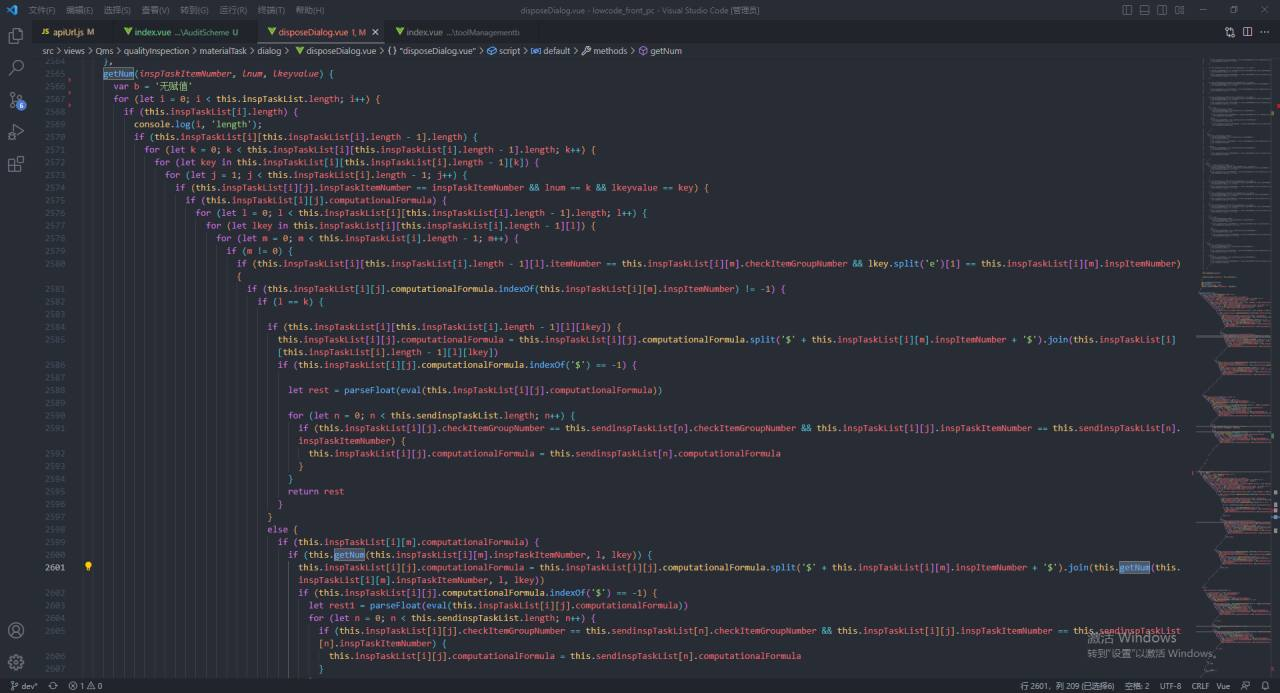 文件(F) 编辑(E) 选择(S) 查看(V) 转到(G) 运行(R) 终端(T) 帮助(H) disposeDialog.vue - lowcode_front_pc - Visual Studio Code [管理员]
JS apiUrl.js M index.vue ...\AuditScheme U disposeDialog.vue 1, M index.vue ...\toolManagementb
src > views > Qms > qualityInspection > materialTask > dialog > disposeDialog.vue > {} "disposeDialog.vue" > script > default > methods > getNum
2564 },
2565 getNum(inspTaskItemNumber, lnum, lkeyvalue) {
2566 var b = '无赋值'
2567 for (let i = 0; i < this.inspTaskList.length; i++) {
2568 if (this.inspTaskList[i].length) {
2569 console.log(i, 'length');
2570 if (this.inspTaskList[i][this.inspTaskList[i].length - 1].length) {
2571 for (let k = 0; k < this.inspTaskList[i][this.inspTaskList[i].length - 1].length; k++) {
2572 for (let key in this.inspTaskList[i][this.inspTaskList[i].length - 1][k]) {
2573 for (let j = 1; j < this.inspTaskList[i].length - 1; j++) {
2574 if (this.inspTaskList[i][j].inspTaskItemNumber == inspTaskItemNumber && lnum == k && lkeyvalue == key) {
2575 if (this.inspTaskList[i][j].computationalFormula) {
2576 for (let l = 0; l < this.inspTaskList[i][this.inspTaskList[i].length - 1].length; l++) {
2577 for (let lkey in this.inspTaskList[i][this.inspTaskList[i].length - 1][l]) {
2578 for (let m = 0; m < this.inspTaskList[i].length - 1; m++) {
2579 if (m != 0) {
2580 if (this.inspTaskList[i][this.inspTaskList[i].length - 1][l].itemNumber == this.inspTaskList[i][m].checkItemGroupNumber && lkey.split('e')[1] == this.inspTaskList[i][m].inspItemNumber)
{
2581 if (this.inspTaskList[i][j].computationalFormula.indexOf(this.inspTaskList[i][m].inspItemNumber) != -1) {
2582 if (l == k) {
2583
2584 if (this.inspTaskList[i][this.inspTaskList[i].length - 1][l][lkey]) {
2585 this.inspTaskList[i][j].computationalFormula = this.inspTaskList[i][j].computationalFormula.split('$' + this.inspTaskList[i][m].inspItemNumber + '$').join(this.inspTaskList[i]
[this.inspTaskList[i].length - 1][l][lkey])
2586 if (this.inspTaskList[i][j].computationalFormula.indexOf('$') == -1) {
2587
2588 let rest = parseFloat(eval(this.inspTaskList[i][j].computationalFormula))
2589
2590 for (let n = 0; n < this.sendinspTaskList.length; n++) {
2591 if (this.inspTaskList[i][j].checkItemGroupNumber == this.sendinspTaskList[n].checkItemGroupNumber && this.inspTaskList[i][j].inspTaskItemNumber == this.sendinspTaskList[n].
inspTaskItemNumber) {
2592 this.inspTaskList[i][j].computationalFormula = this.sendinspTaskList[n].computationalFormula
2593 }
2594 }
2595 return rest
2596 }
2597 }
2598 else {
2599 if (this.inspTaskList[i][m].computationalFormula) {
2600 if (this.getNum(this.inspTaskList[i][m].inspTaskItemNumber, l, lkey)) {
2601 this.inspTaskList[i][j].computationalFormula = this.inspTaskList[i][j].computationalFormula.split('$' + this.inspTaskList[i][m].inspItemNumber + '$').join(this.getNum(this.
inspTaskList[i][m].inspTaskItemNumber, l, lkey))
2602 if (this.inspTaskList[i][j].computationalFormula.indexOf('$') == -1) {
2603 let rest1 = parseFloat(eval(this.inspTaskList[i][j].computationalFormula))
2604 for (let n = 0; n < this.sendinspTaskList.length; n++) {
2605 if (this.inspTaskList[i][j].checkItemGroupNumber == this.sendinspTaskList[n].checkItemGroupNumber && this.inspTaskList[i][j].inspTaskItemNumber == this.sendinspTaskList
[n].inspTaskItemNumber) {
2606 this.inspTaskList[i][j].computationalFormula = this.sendinspTaskList[n].computationalFormula
2607 }
激活 Windows
转到"设置"以激活 Windows。
6
dev* 1 0 行 2601, 列 209 (已选择6) 空格: 2 UTF-8 CRLF Vue